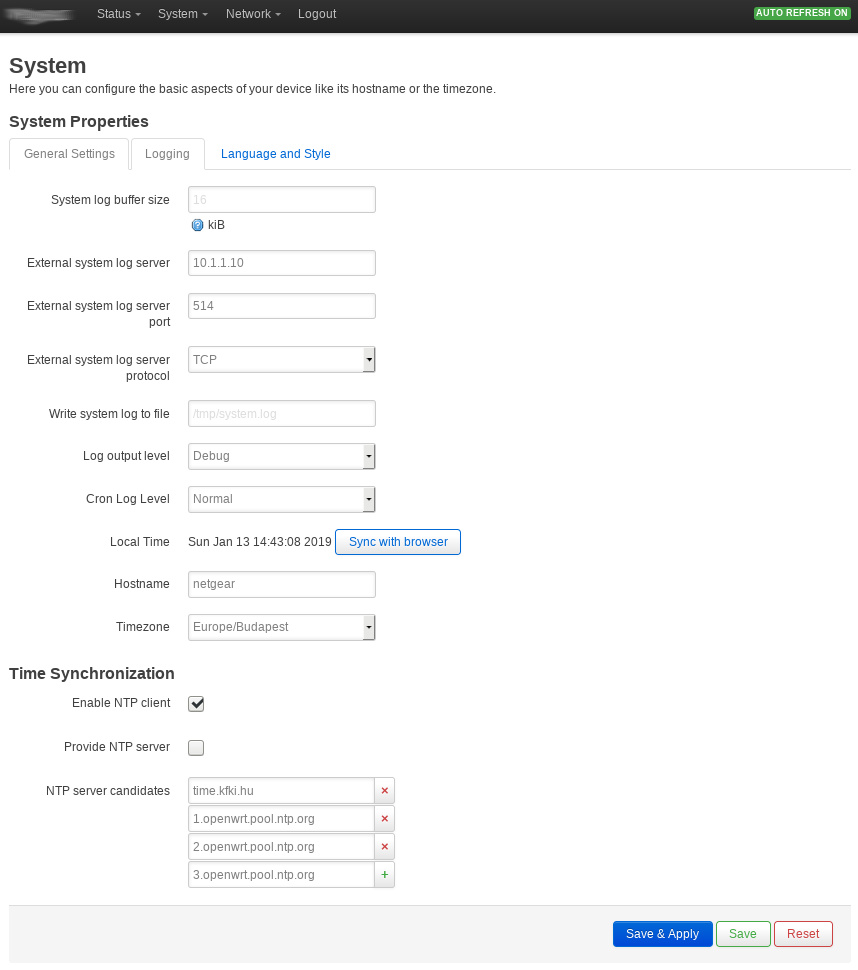 Status System Network Logout AUTO REFRESH ON
System
Here you can configure the basic aspects of your device like its hostname or the timezone.
System Properties
General Settings Logging Language and Style
System log buffer size 16
kiB
External system log server 10.1.1.10
External system log server 514
port
External system log server TCP
protocol
Write system log to file /tmp/system.log
Log output level Debug
Cron Log Level Normal
Local Time Sun Jan 13 14:43:08 2019 Sync with browser
Hostname netgear
Timezone Europe/Budapest
Time Synchronization
Enable NTP client
Provide NTP server
NTP server candidates time.kfki.hu ×
1.openwrt.pool.ntp.org ×
2.openwrt.pool.ntp.org ×
3.openwrt.pool.ntp.org +
Save & Apply Save Reset